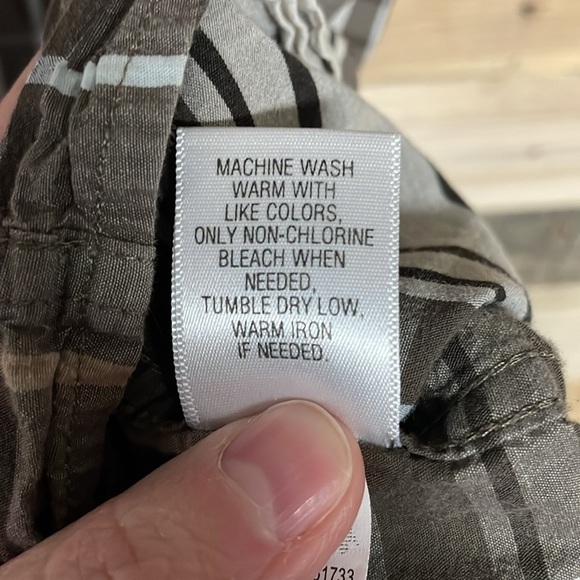 MACHINE WASH
WARM WITH
LIKE COLORS,
ONLY NON-CHLORINE
BLEACH WHEN
NEEDED,
TUMBLE DRY LOW,
WARM IRON
IF NEEDED.